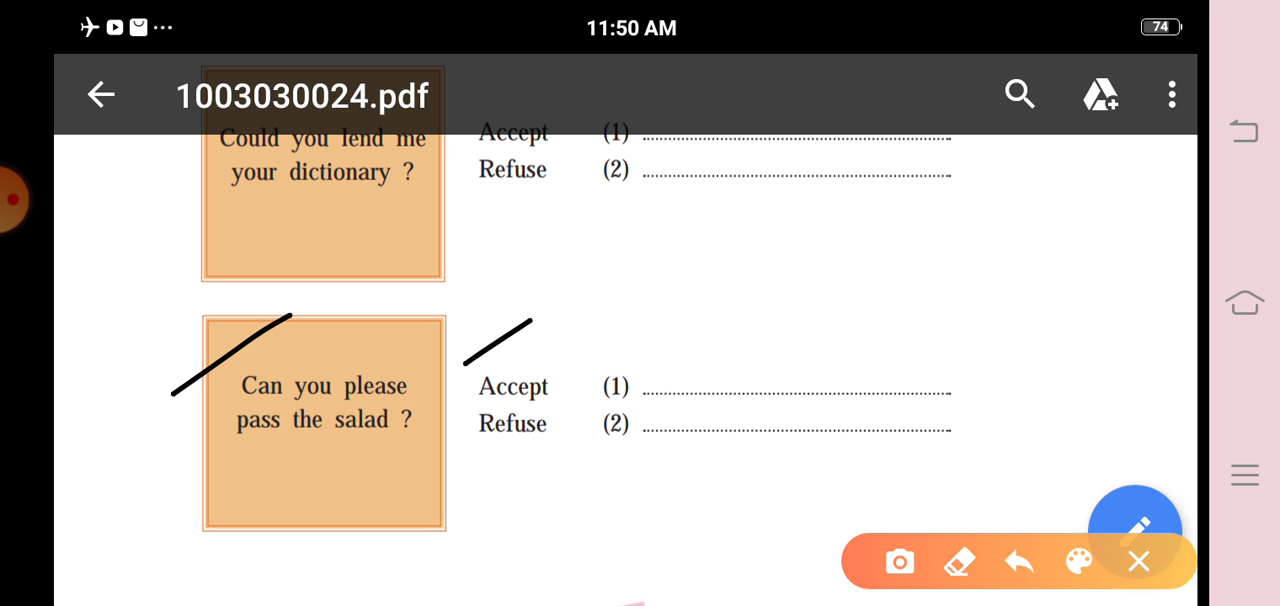 11:50 AM
74
1003030024.pdf
Could you lend me
your dictionary ?
Accept (1) ..........
Refuse (2) ..........
Can you please
pass the salad ?
Accept (1) ..........
Refuse (2) ..........